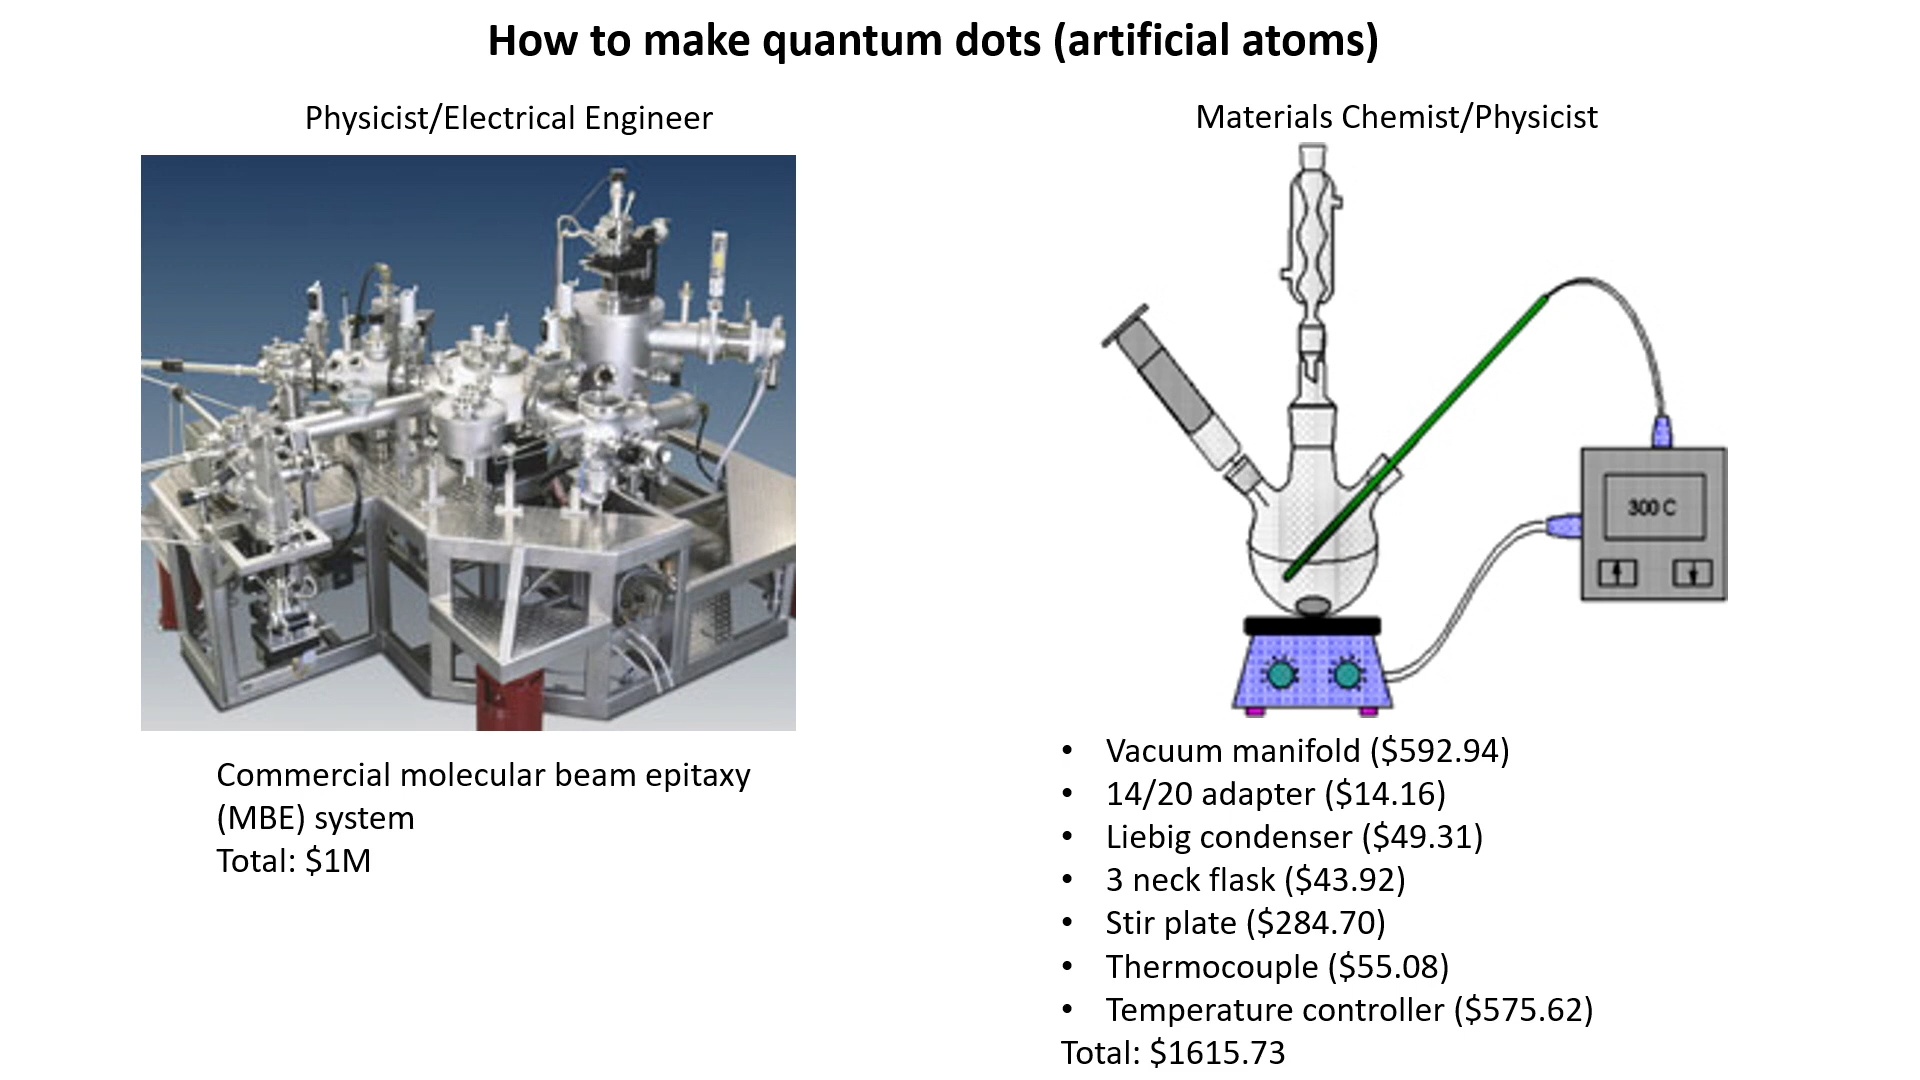 How to make quantum dots (artificial atoms)
Physicist/Electrical Engineer
Commercial molecular beam epitaxy
(MBE) system
Total: $1M
Materials Chemist/Physicist
300 C
• Vacuum manifold ($592.94)
• 14/20 adapter ($14.16)
• Liebig condenser ($49.31)
• 3 neck flask ($43.92)
• Stir plate ($284.70)
• Thermocouple ($55.08)
• Temperature controller ($575.62)
Total: $1615.73